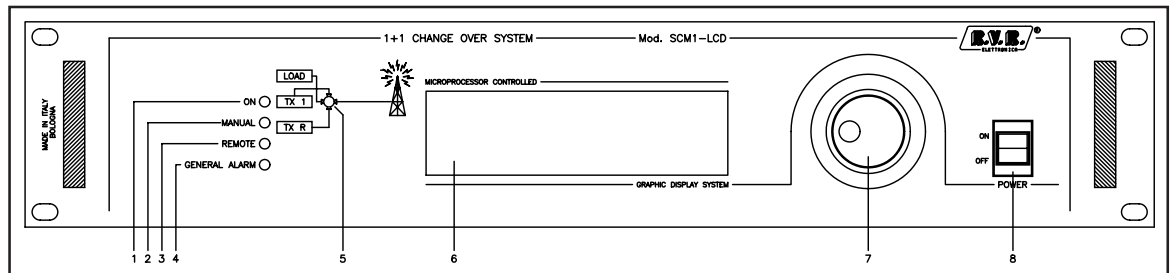 1+1 CHANGE OVER SYSTEM
Mod. SCM1-LCD
R.V.R.®
ELETTRONICA
MADE IN ITALY
BOLOGNA
LOAD
TX 1
TX R
ON
MANUAL
REMOTE
GENERAL ALARM
MICROPROCESSOR CONTROLLED
GRAPHIC DISPLAY SYSTEM
ON
OFF
POWER
1 2 3 4 5 6 7 8